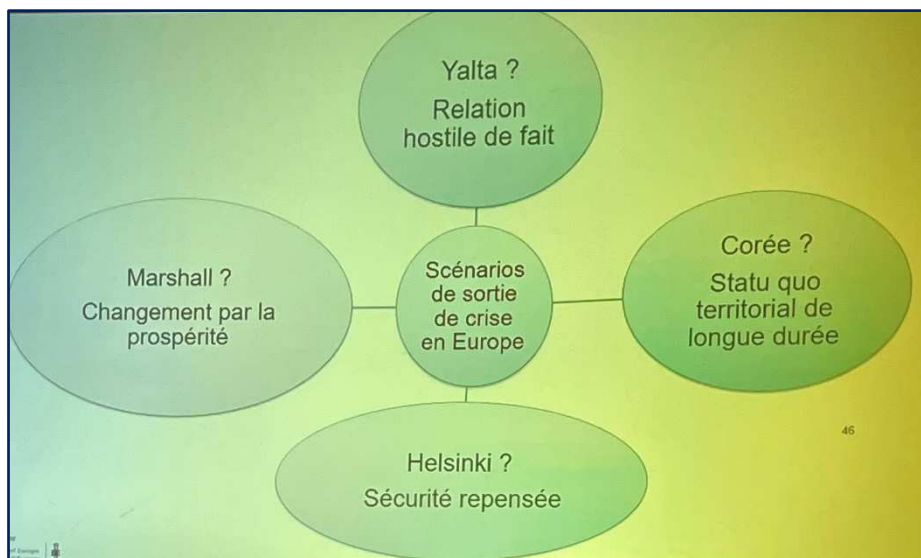 Yalta ?
Relation
hostile de fait
Marshall ?
Changement par la
prospérité
Scénarios
de sortie
de crise
en Europe
Corée ?
Statu quo
territorial de
longue durée
46
Helsinki ?
Sécurité repensée
Europe